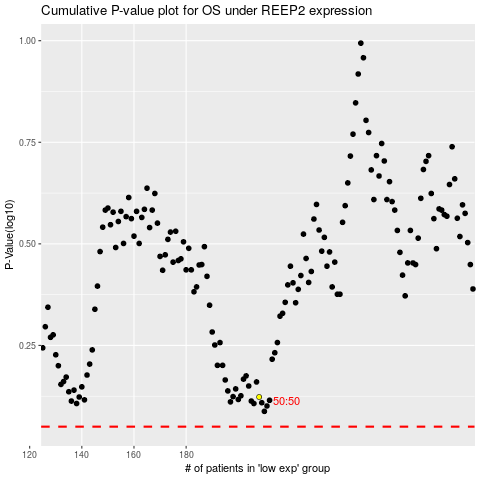 Cumulative P-value plot for OS under REEP2 expression
P-Value(log10)
1.00
0.75
0.50
0.25
50:50
120 140 160 180
# of patients in 'low exp' group